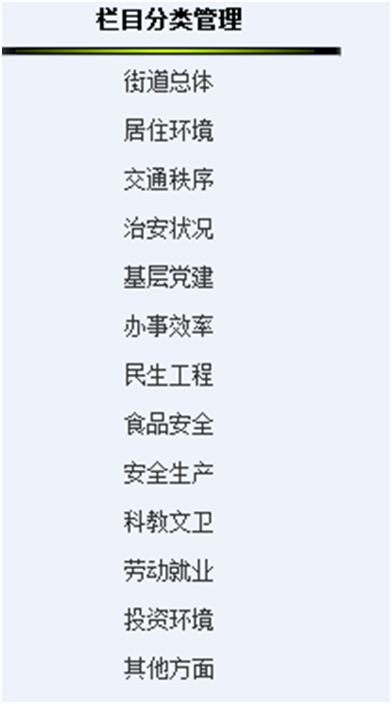 栏目分类管理
街道总体
居住环境
交通秩序
治安状况
基层党建
办事效率
民生工程
食品安全
安全生产
科教文卫
劳动就业
投资环境
其他方面